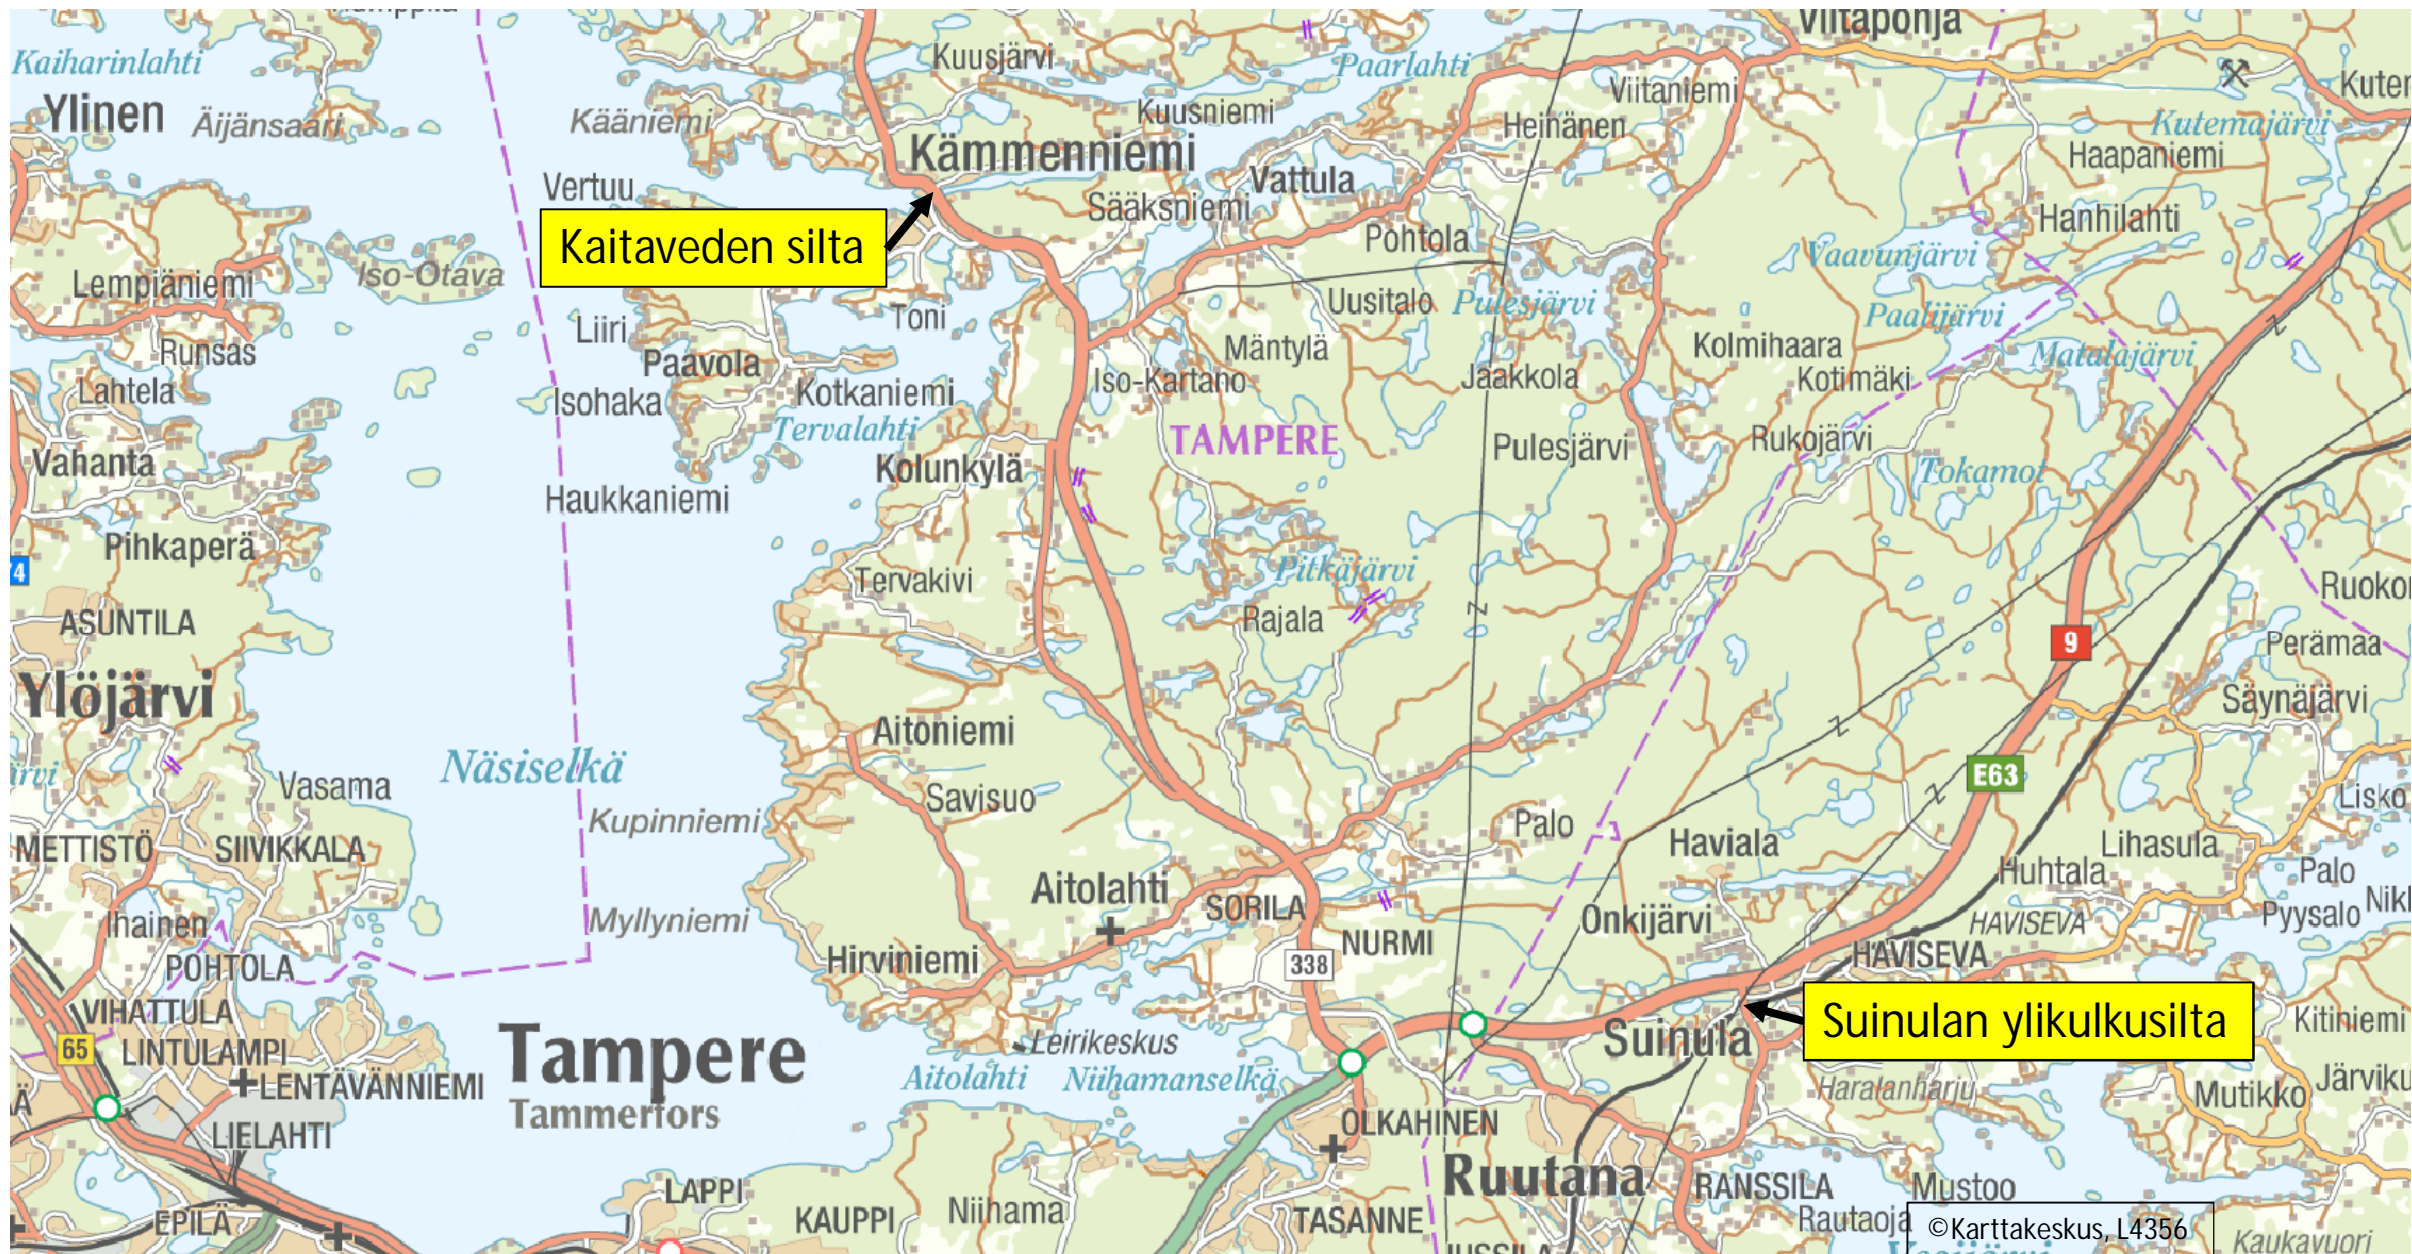 Viitapohja
Kaiharinlahti
Kuusjärvi
Paarlahti
Viitaniemi
Ylinen
Äijänsaari
Kääniemi
Kuusniemi
Heinänen
Kutemajärvi
Kämmenniemi
Haapaniemi
Vertuu
Vattula
Sääksniemi
Hanhilahti
Kaitaveden silta
Pohtola
Vaavunjärvi
Lempiäniemi
Iso-Otava
Toni
Uusitalo
Pulesjärvi
Paalijärvi
Liiri
Runsas
Paavola
Mäntylä
Kolmihaara
Matalajärvi
Lahtela
Isohaka
Kotkaniemi
Iso-Kartano
Jaakkola
Kotimäki
Tervalahti
TAMPERE
Pulesjärvi
Rukojärvi
Vahanta
Kolunkylä
Tokamot
Haukkaniemi
Pihkaperä
Tervakivi
Pitkäjärvi
ASUNTILA
Rajala
9
Perämaa
Ylöjärvi
Säynäjärvi
Aitoniemi
Näsiselkä
Vasama
Savisuo
E63
Lisko
Kupinniemi
Palo
METTISTÖ
SIIVIKKALA
Haviala
Lihasula
Huhtala
Palo
Aitolahti
SORILA
Ihainen
Myllyniemi
Onkijärvi
HAVISEVA
Pyysalo
NURMI
POHTOLA
Hirviniemi
338
HAVISEVA
VIHATTULA
Suinulan ylikulkusilta
Kitiniemi
65
LINTULAMPI
Tampere
Leirikeskus
Suinula
Aitolahti
Niihamanselkä
LENTÄVÄNNIEMI
Tammerfors
Haralanharju
Mutikko
OLKAHINEN
LIELAHTI
Ruutana
LAPPI
RANSSILA
Mustoo
EPILÄ
KAUPPI
Niihama
TASANNE
Rautaoja
©Karttakeskus, L4356
Kaukavuori